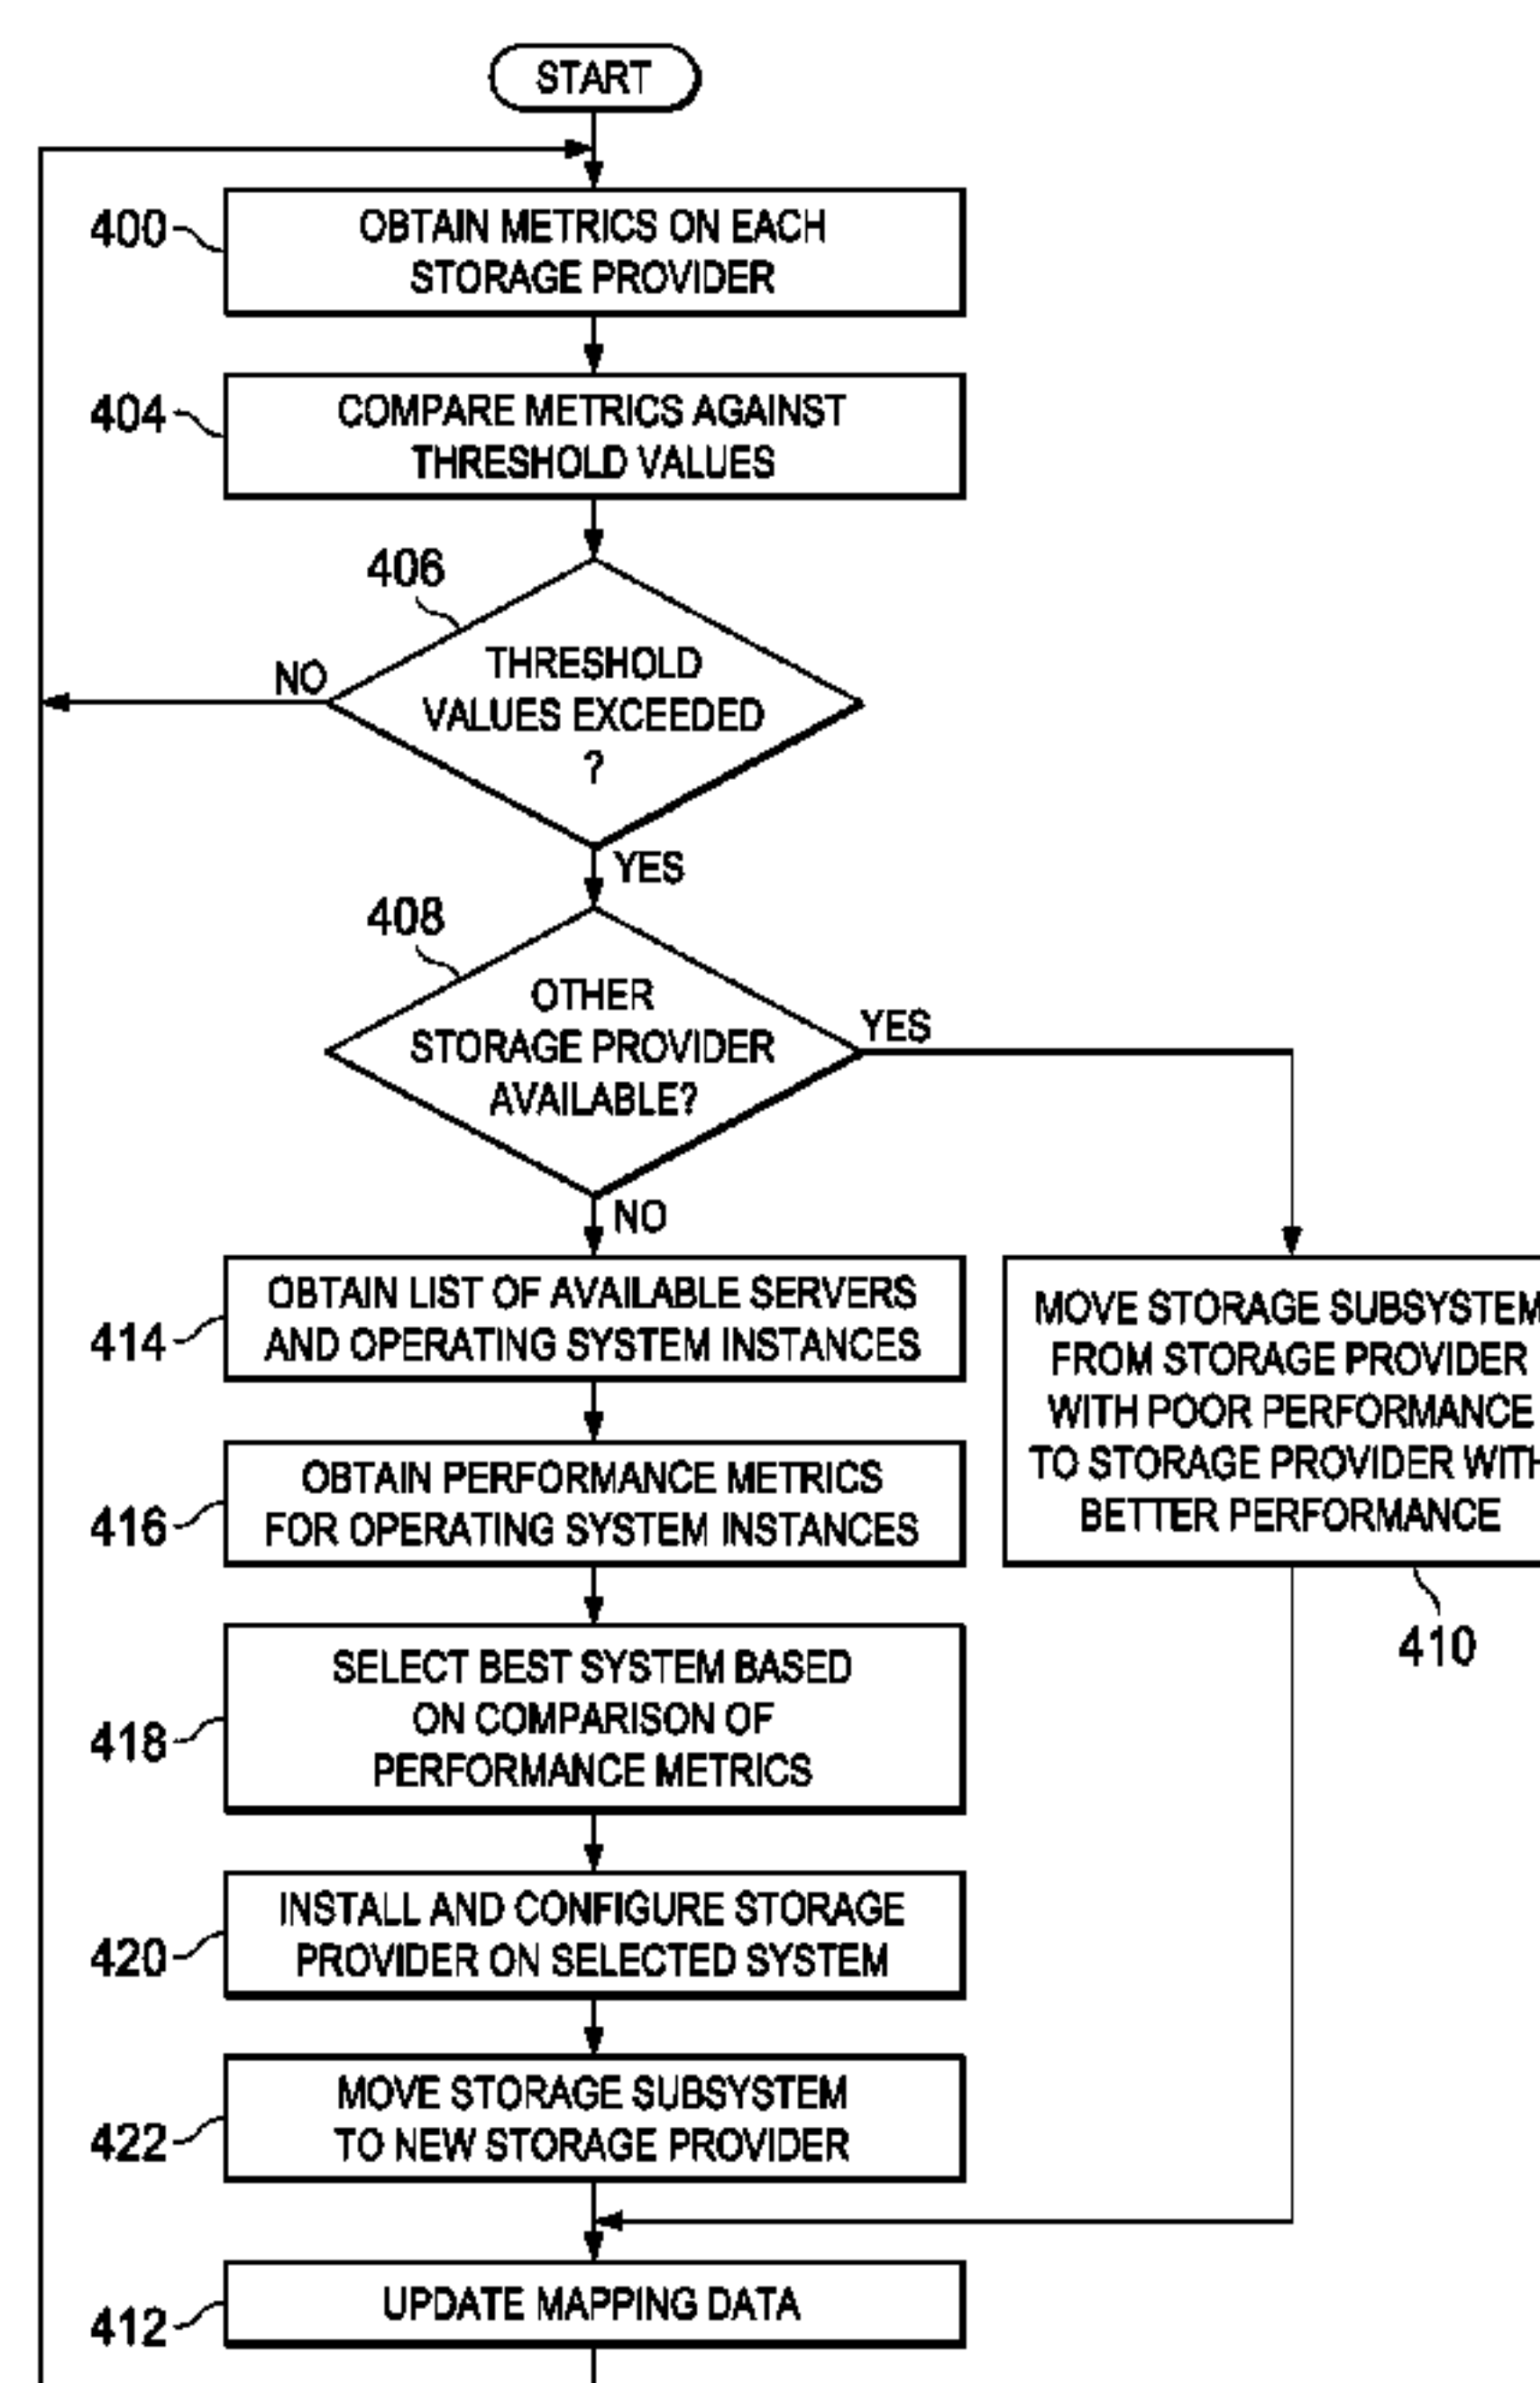 START
400
OBTAIN METRICS ON EACH
STORAGE PROVIDER
404
COMPARE METRICS AGAINST
THRESHOLD VALUES
406
THRESHOLD
VALUES EXCEEDED
?
NO
YES
408
OTHER
STORAGE PROVIDER
AVAILABLE?
YES
NO
414
OBTAIN LIST OF AVAILABLE SERVERS
AND OPERATING SYSTEM INSTANCES
MOVE STORAGE SUBSYSTEM
FROM STORAGE PROVIDER
WITH POOR PERFORMANCE
TO STORAGE PROVIDER WITH
BETTER PERFORMANCE
410
416
OBTAIN PERFORMANCE METRICS
FOR OPERATING SYSTEM INSTANCES
418
SELECT BEST SYSTEM BASED
ON COMPARISON OF
PERFORMANCE METRICS
420
INSTALL AND CONFIGURE STORAGE
PROVIDER ON SELECTED SYSTEM
422
MOVE STORAGE SUBSYSTEM
TO NEW STORAGE PROVIDER
412
UPDATE MAPPING DATA